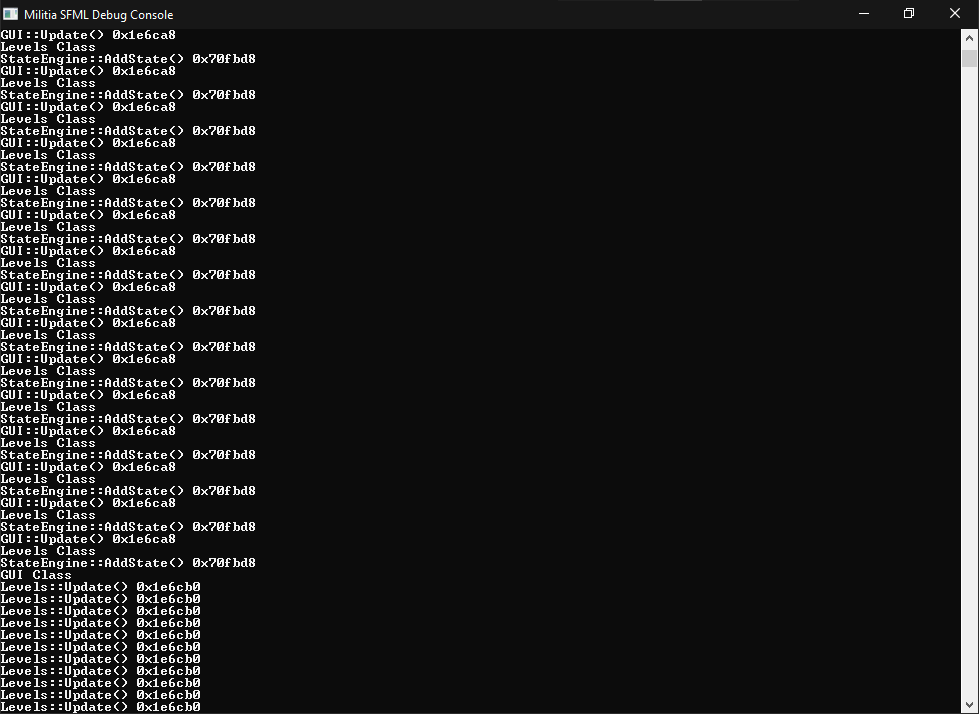 Militia SFML Debug Console
GUI::Update() 0x1e6ca8
Levels Class
StateEngine::AddState() 0x70fbd8
GUI::Update() 0x1e6ca8
Levels Class
StateEngine::AddState() 0x70fbd8
GUI::Update() 0x1e6ca8
Levels Class
StateEngine::AddState() 0x70fbd8
GUI::Update() 0x1e6ca8
Levels Class
StateEngine::AddState() 0x70fbd8
GUI::Update() 0x1e6ca8
Levels Class
StateEngine::AddState() 0x70fbd8
GUI::Update() 0x1e6ca8
Levels Class
StateEngine::AddState() 0x70fbd8
GUI::Update() 0x1e6ca8
Levels Class
StateEngine::AddState() 0x70fbd8
GUI::Update() 0x1e6ca8
Levels Class
StateEngine::AddState() 0x70fbd8
GUI::Update() 0x1e6ca8
Levels Class
StateEngine::AddState() 0x70fbd8
GUI::Update() 0x1e6ca8
Levels Class
StateEngine::AddState() 0x70fbd8
GUI::Update() 0x1e6ca8
Levels Class
StateEngine::AddState() 0x70fbd8
GUI::Update() 0x1e6ca8
Levels Class
StateEngine::AddState() 0x70fbd8
GUI::Update() 0x1e6ca8
Levels Class
StateEngine::AddState() 0x70fbd8
GUI::Update() 0x1e6ca8
Levels Class
StateEngine::AddState() 0x70fbd8
GUI::Update() 0x1e6ca8
Levels Class
StateEngine::AddState() 0x70fbd8
GUI Class
Levels::Update() 0x1e6cb0
Levels::Update() 0x1e6cb0
Levels::Update() 0x1e6cb0
Levels::Update() 0x1e6cb0
Levels::Update() 0x1e6cb0
Levels::Update() 0x1e6cb0
Levels::Update() 0x1e6cb0
Levels::Update() 0x1e6cb0
Levels::Update() 0x1e6cb0
Levels::Update() 0x1e6cb0
Levels::Update() 0x1e6cb0